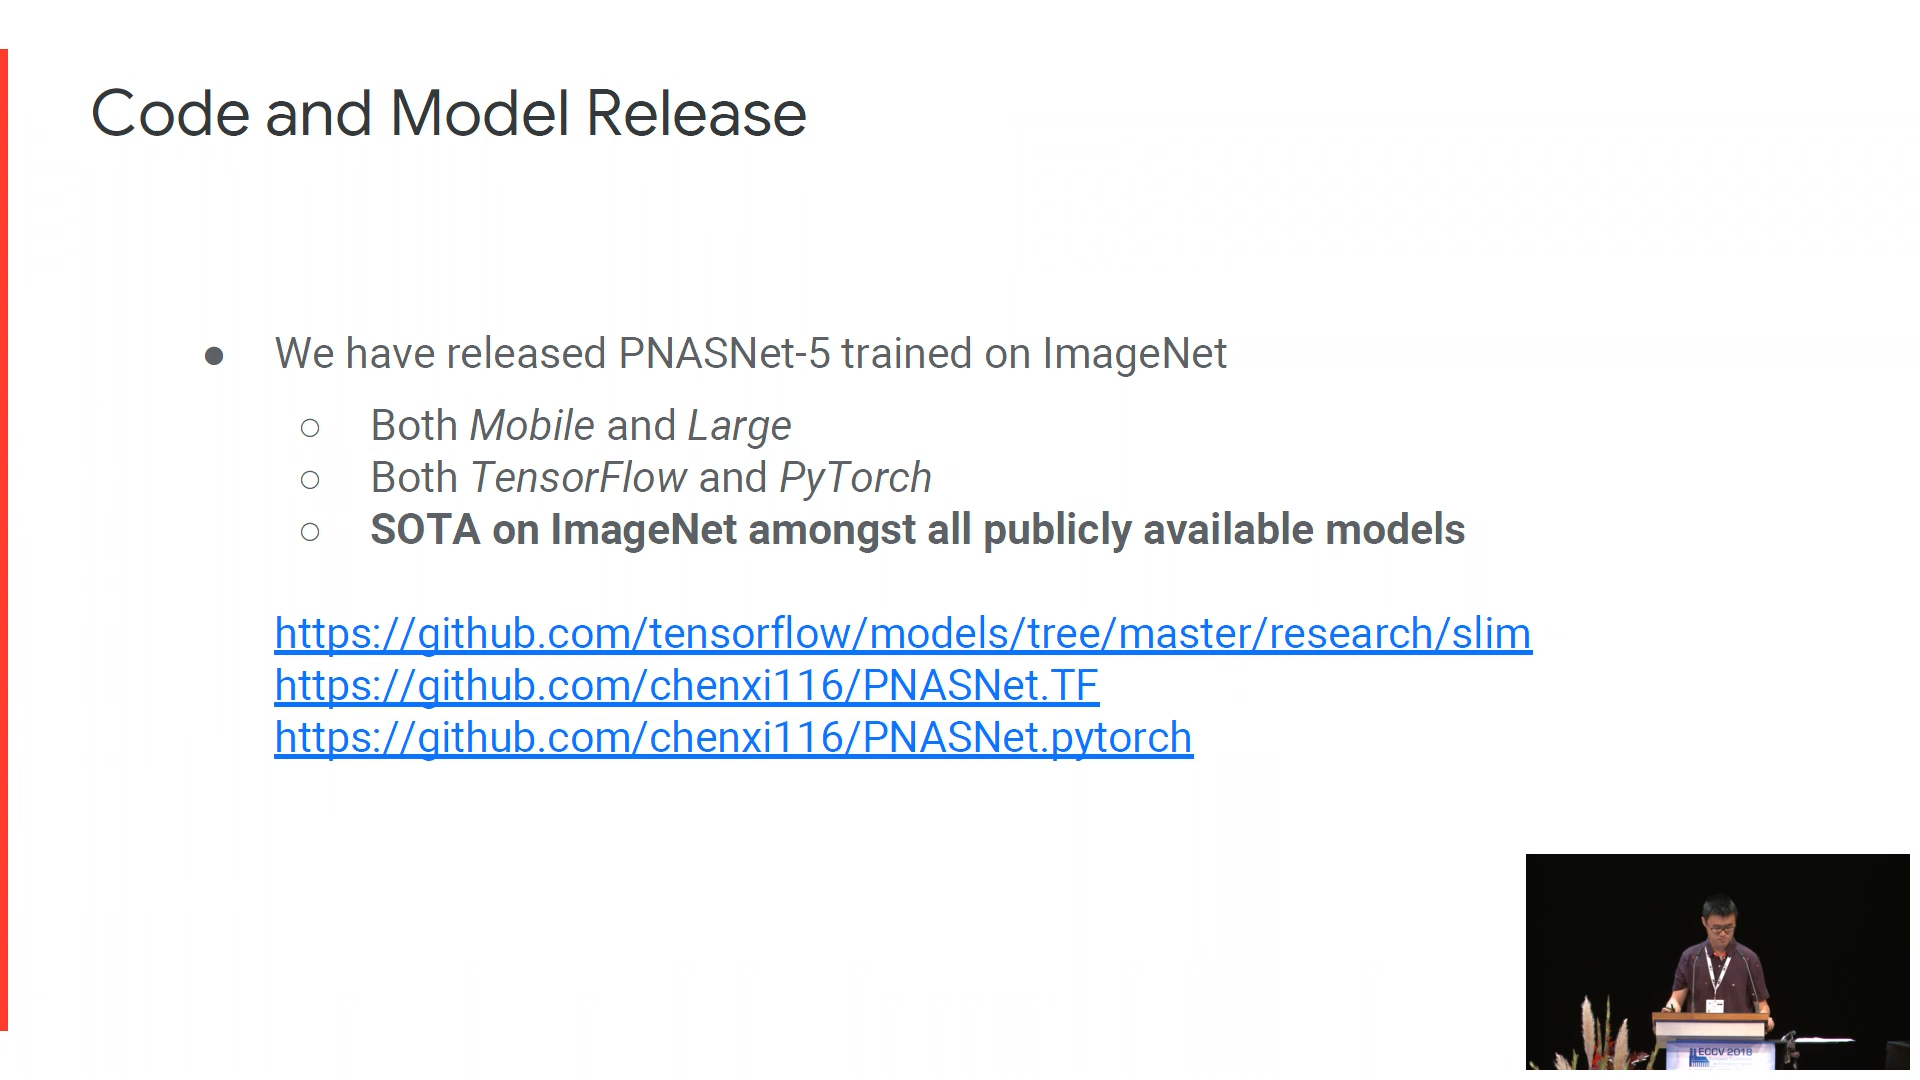 Code and Model Release
● We have released PNASNet-5 trained on ImageNet
○ Both Mobile and Large
○ Both TensorFlow and PyTorch
○ SOTA on ImageNet amongst all publicly available models
https://github.com/tensorflow/models/tree/master/research/slim
https://github.com/chenxi116/PNASNet.TF
https://github.com/chenxi116/PNASNet.pytorch
ECCV 2018